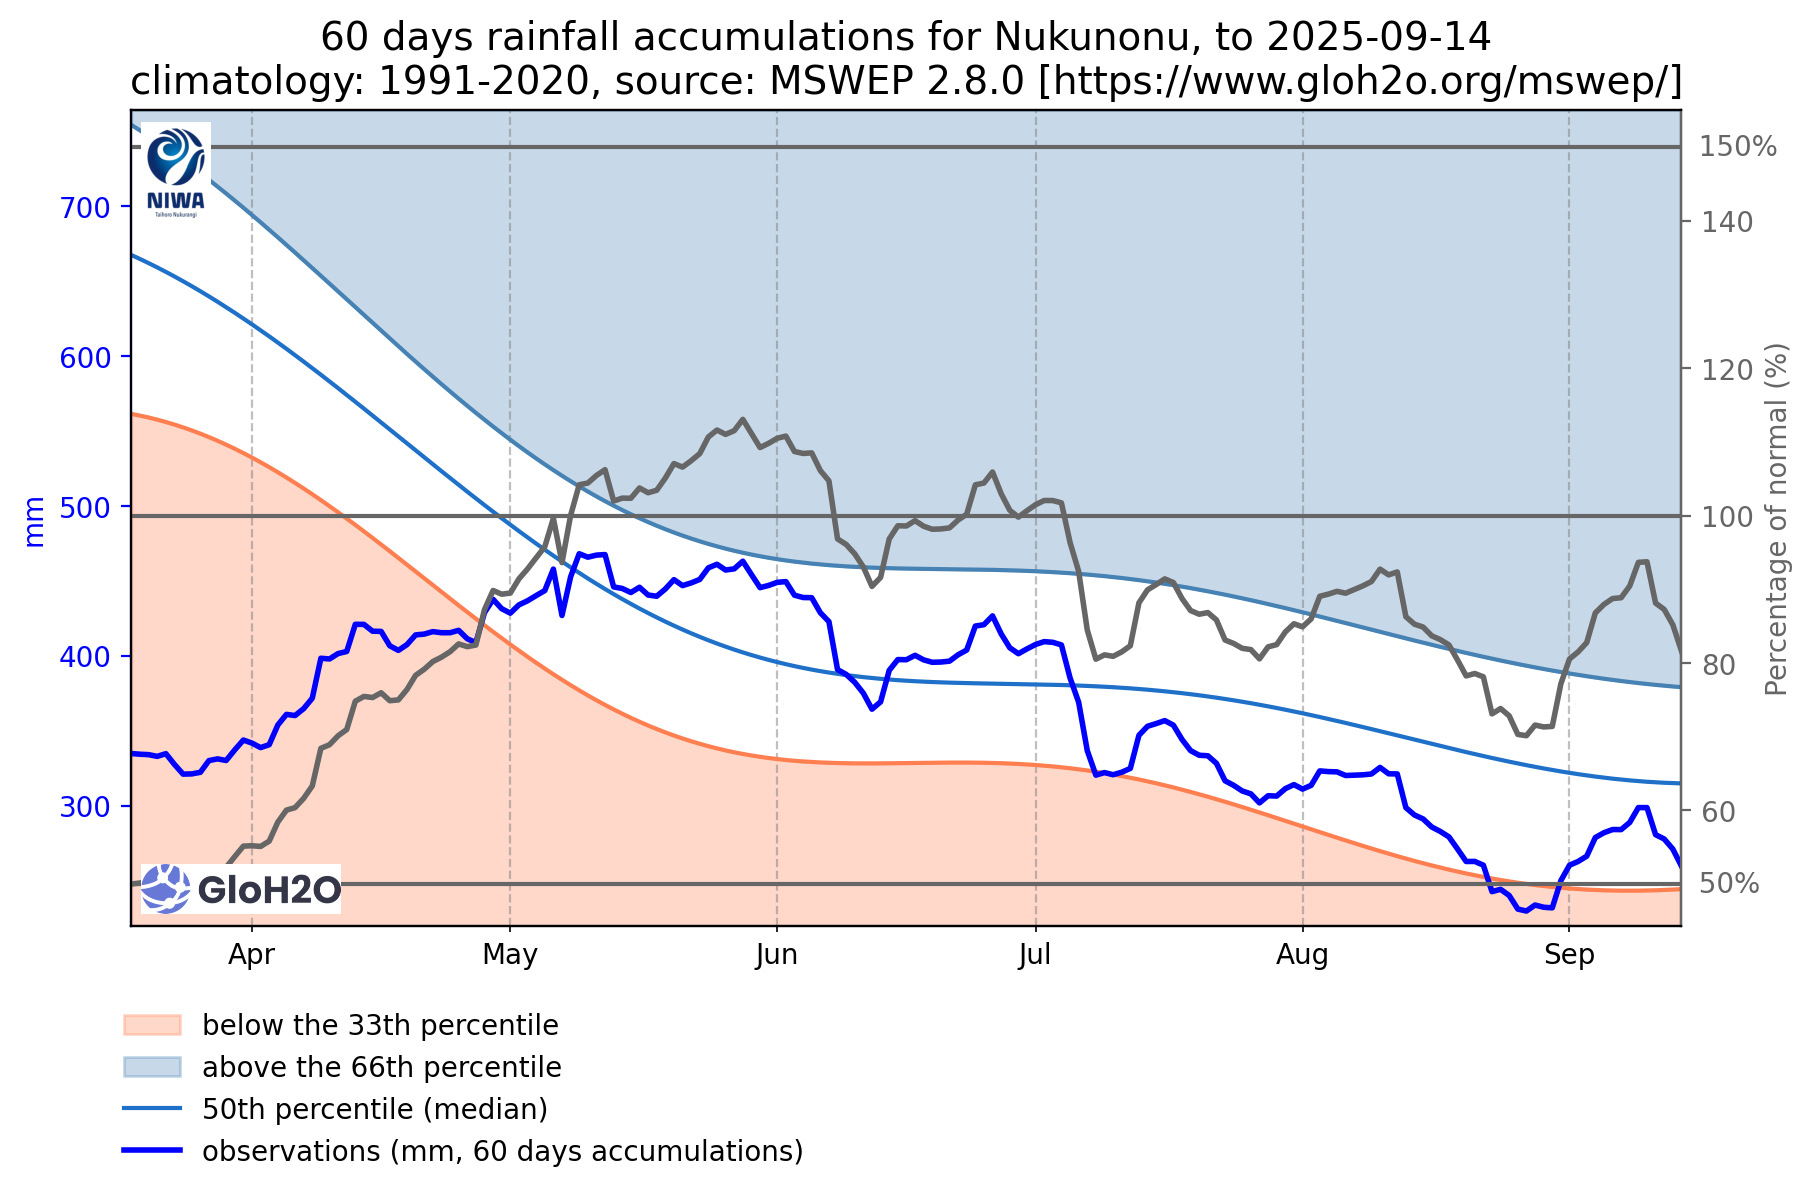 60 days rainfall accumulations for Nukunonu, to 2025-09-14
climatology: 1991-2020, source: MSWEP 2.8.0 [https://www.gloh2o.org/mswep/]
NIWA
Taihoro Nukurangi
700
600
500
400
300
mm
150%
140
120
100
80
60
50%
Percentage of normal (%)
GloH2O
Apr May Jun Jul Aug Sep
below the 33th percentile
above the 66th percentile
50th percentile (median)
observations (mm, 60 days accumulations)